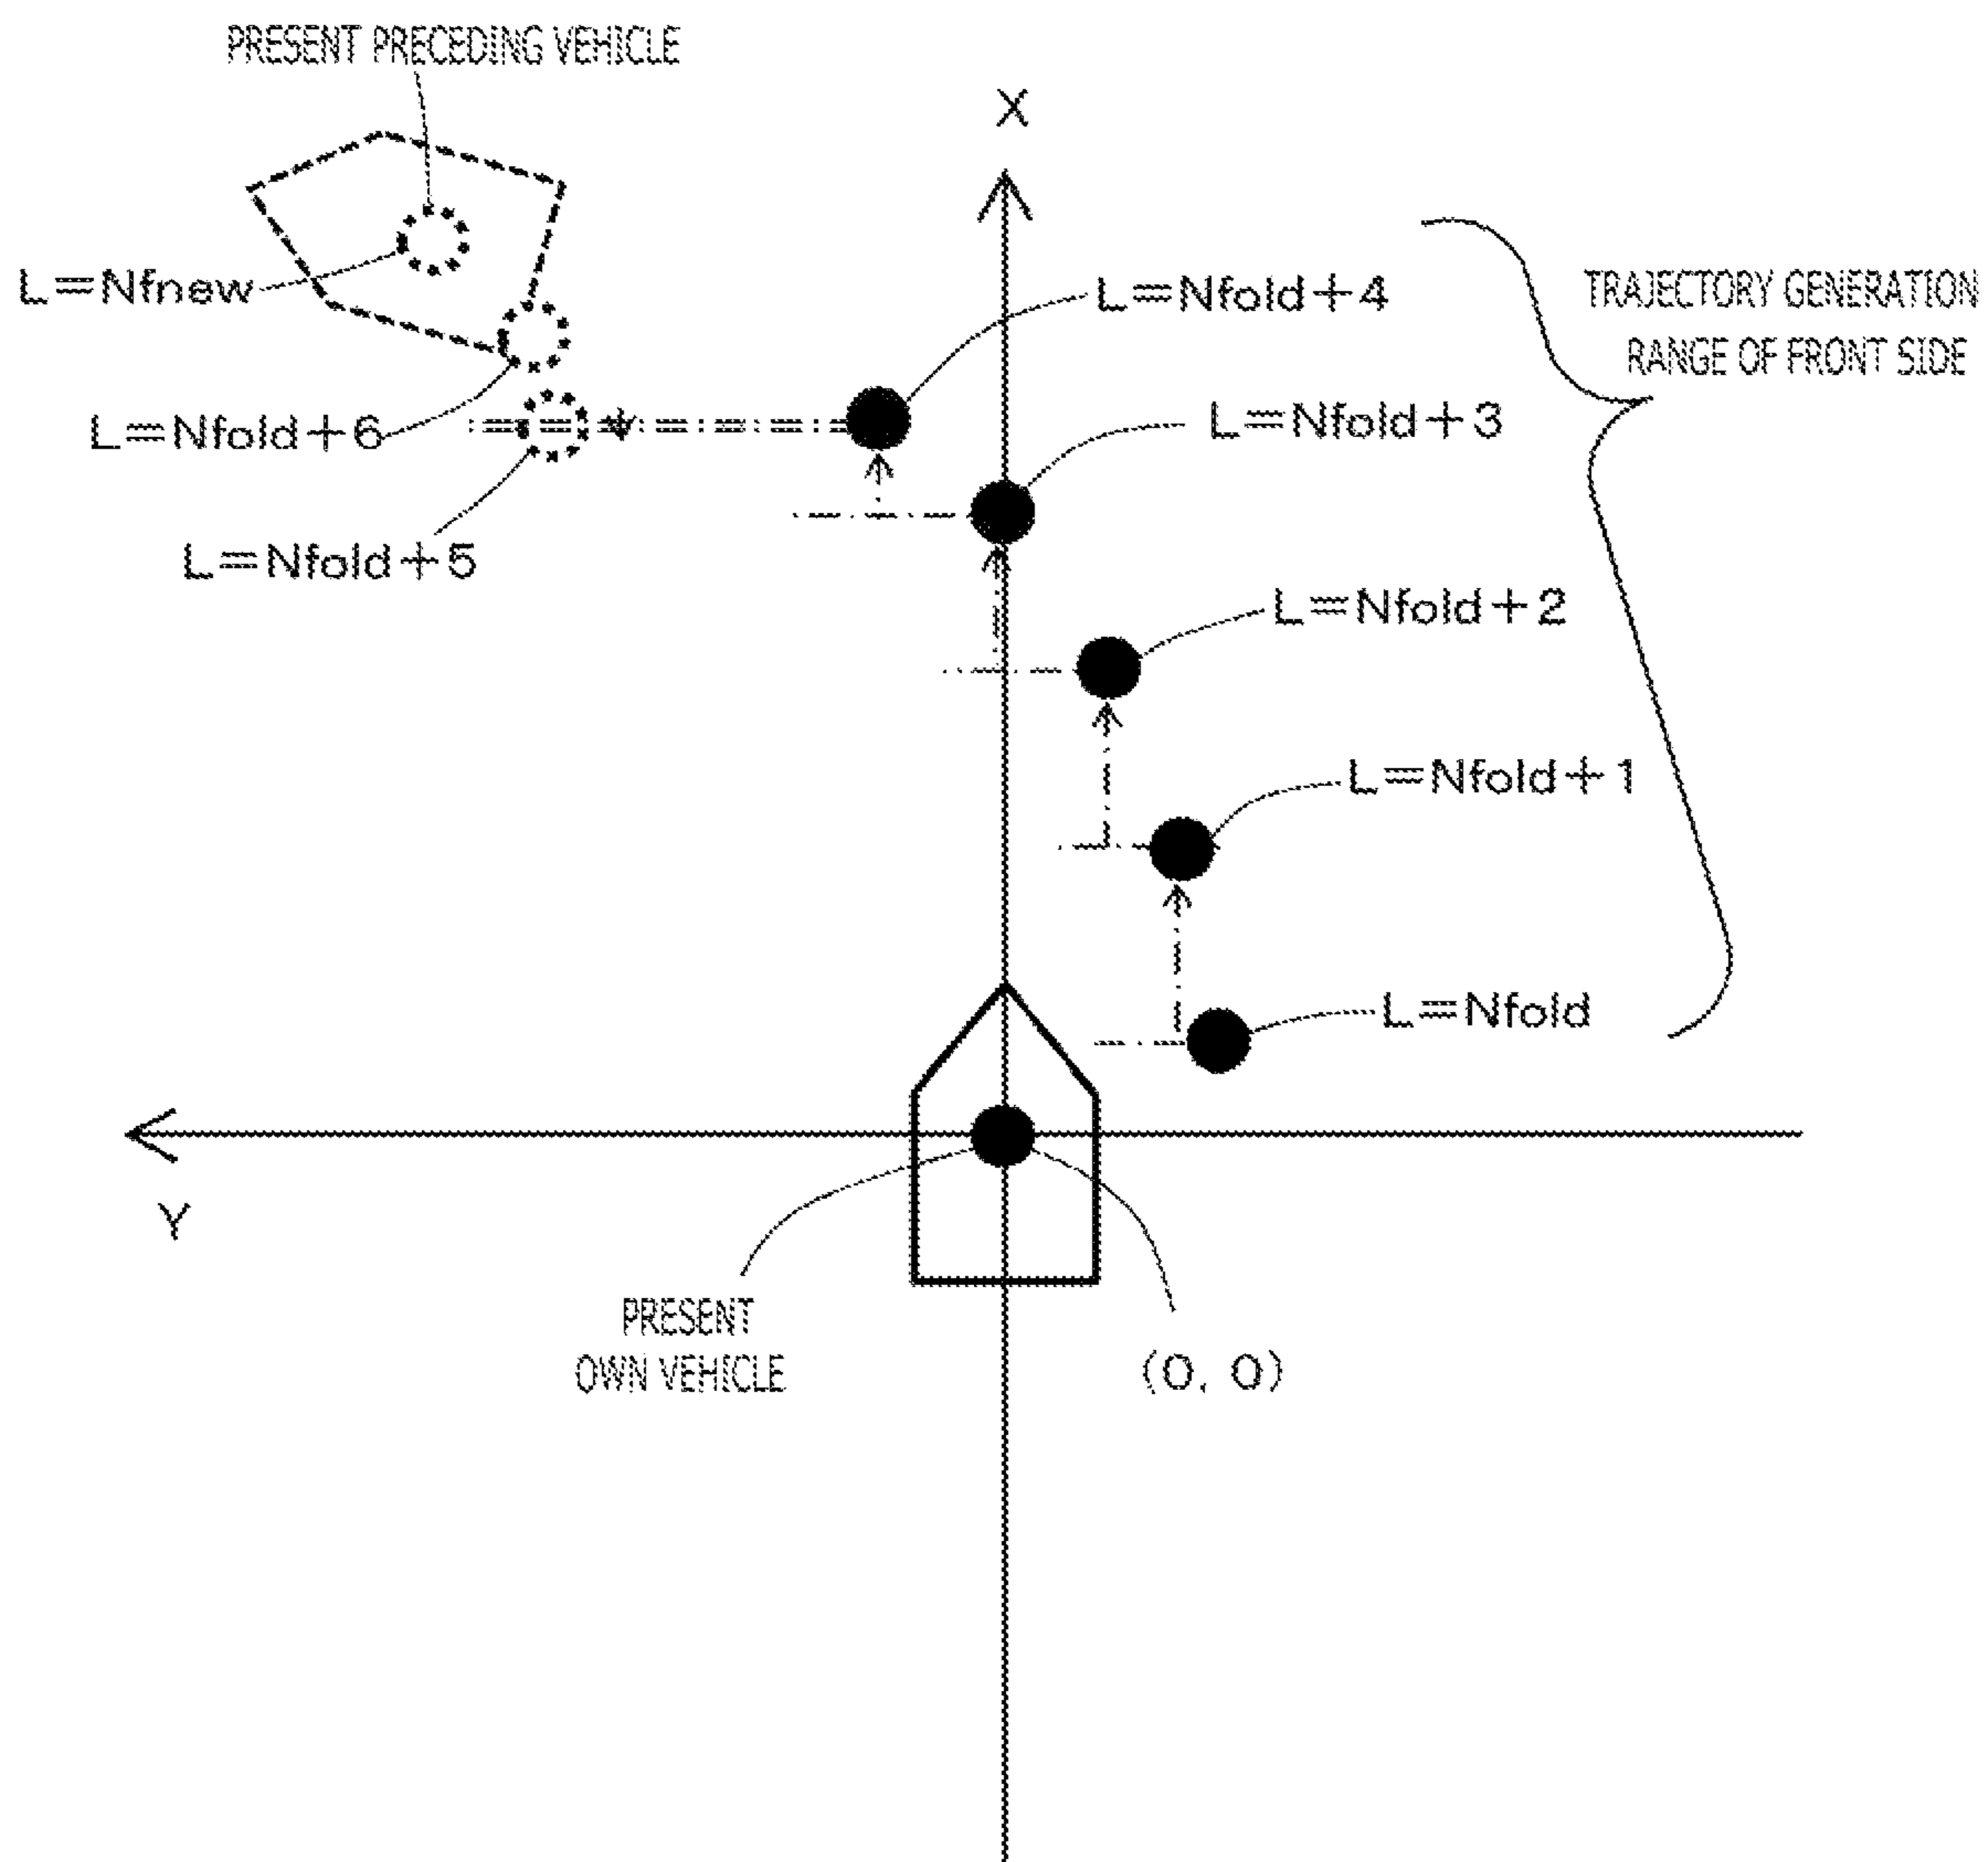 PRESENT PRECEDING VEHICLE
X
L=Nfnew
L=Nfold+4
TRAJECTORY GENERATION
RANGE OF FRONT SIDE
L=Nfold+6
L=Nfold+3
L=Nfold+5
L=Nfold+2
L=Nfold+1
L=Nfold
Y
PRESENT
OWN VEHICLE
(0, 0)